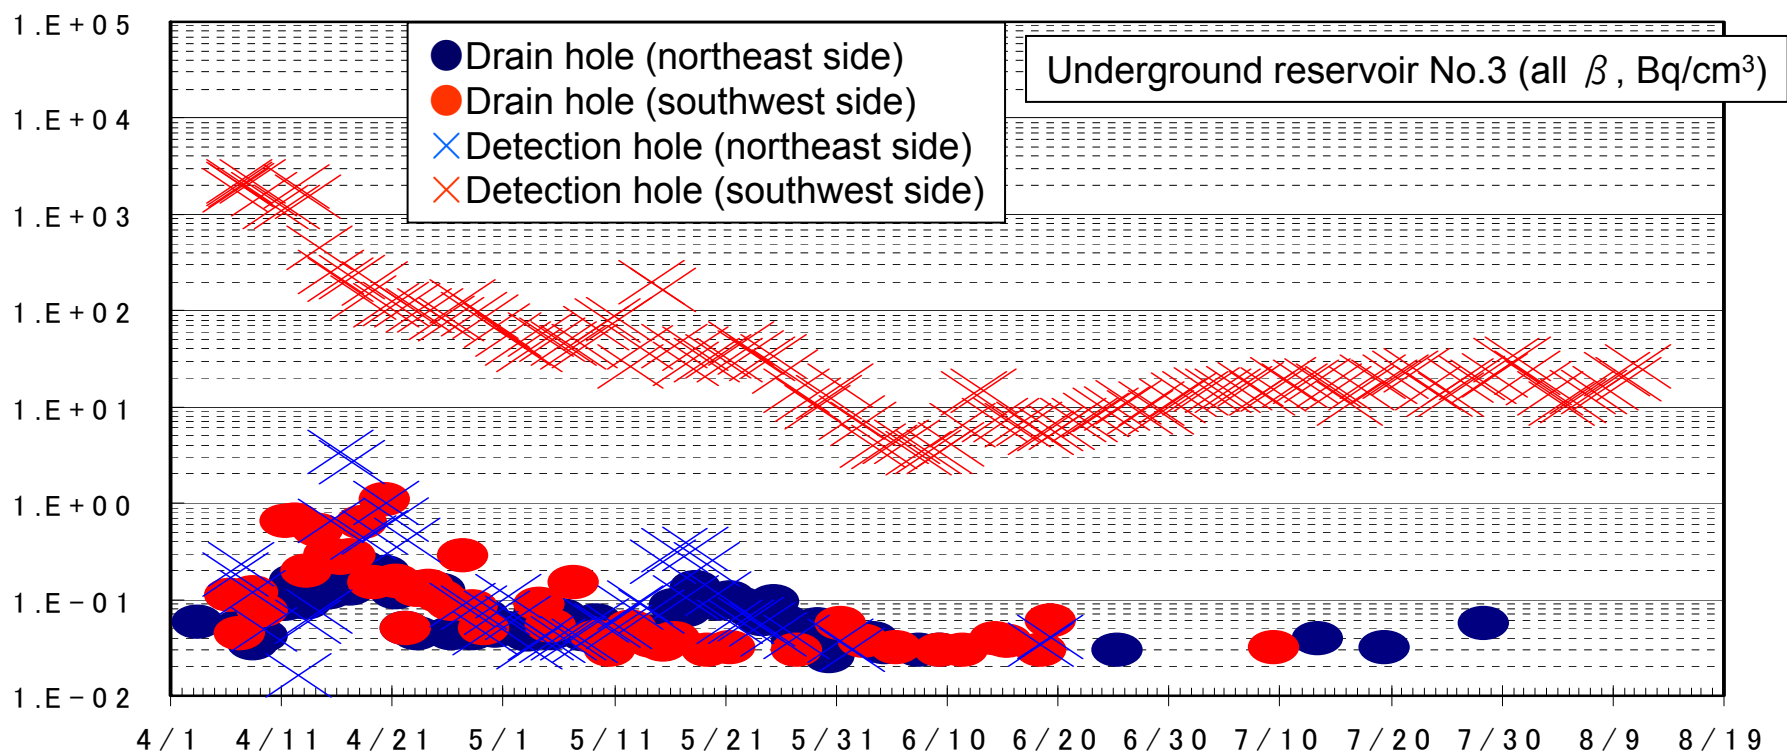 1.E+05
1.E+04
1.E+03
1.E+02
1.E+01
1.E+00
1.E-01
1.E-02
Drain hole (northeast side)
Drain hole (southwest side)
Detection hole (northeast side)
Detection hole (southwest side)
Underground reservoir No.3 (all β, Bq/cm³)
4/1 4/11 4/21 5/1 5/11 5/21 5/31 6/10 6/20 6/30 7/10 7/20 7/30 8/9 8/19